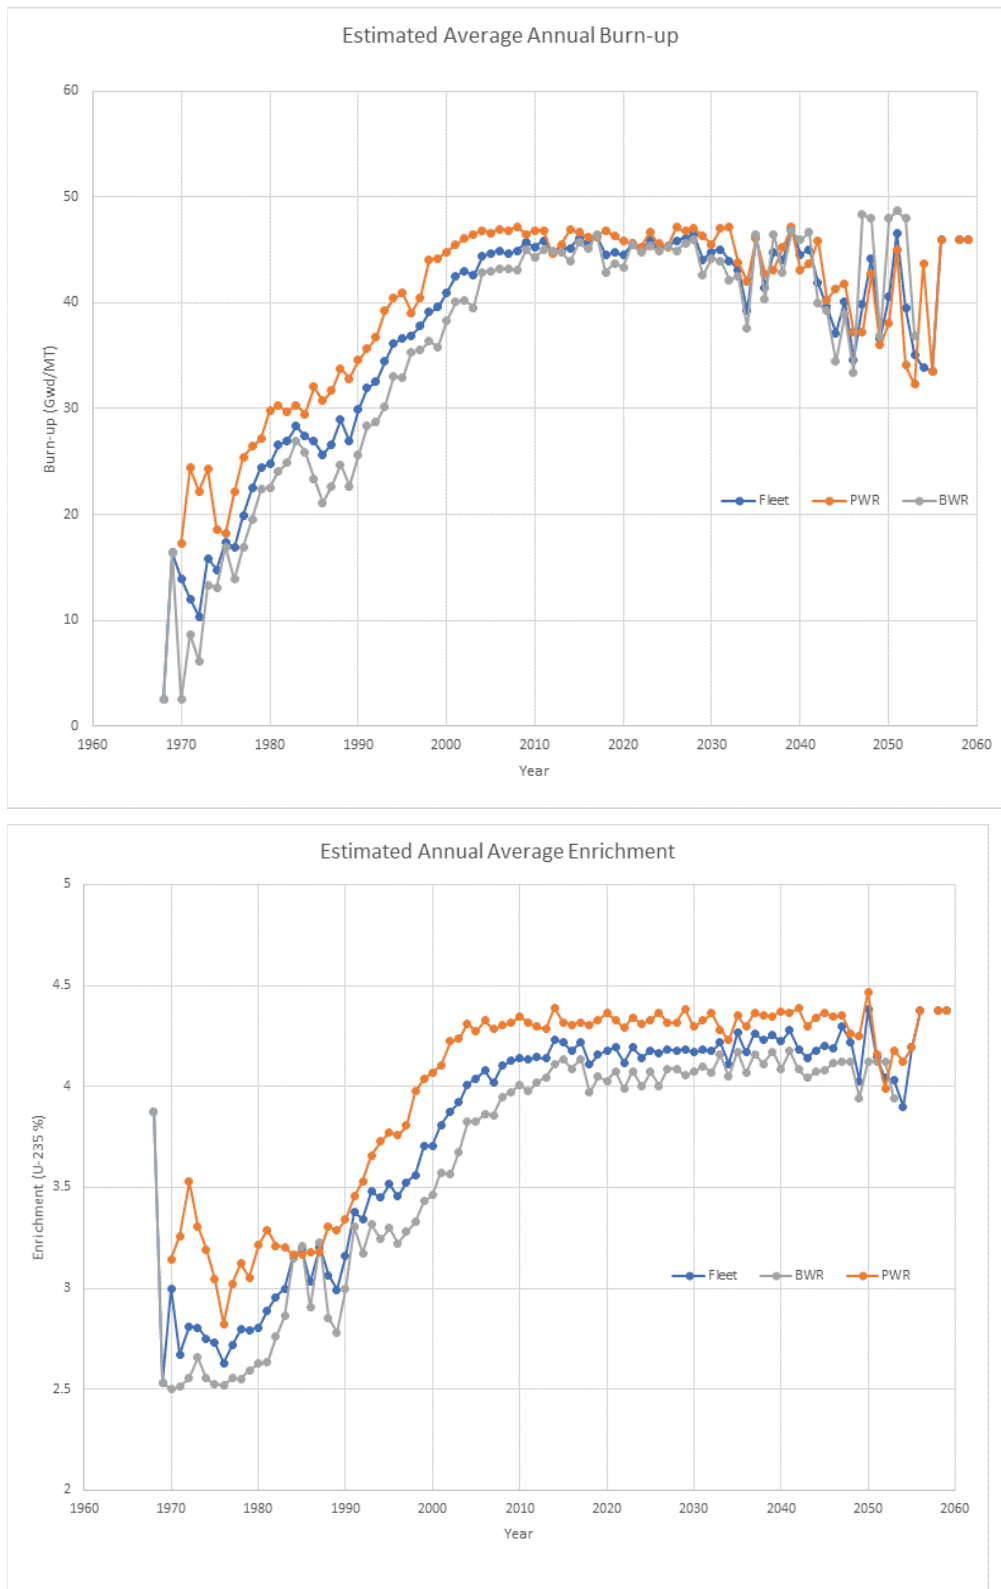 Estimated Average Annual Burn-up
60
50
40
30
20
10
0
Burn-up (Gwd/MT)
Fleet PWR BWR
1960 1970 1980 1990 2000 2010 2020 2030 2040 2050 2060
Year
Estimated Annual Average Enrichment
5
4.5
4
3.5
3
2.5
2
Enrichment (U-235 %)
Fleet BWR PWR
1960 1970 1980 1990 2000 2010 2020 2030 2040 2050 2060
Year